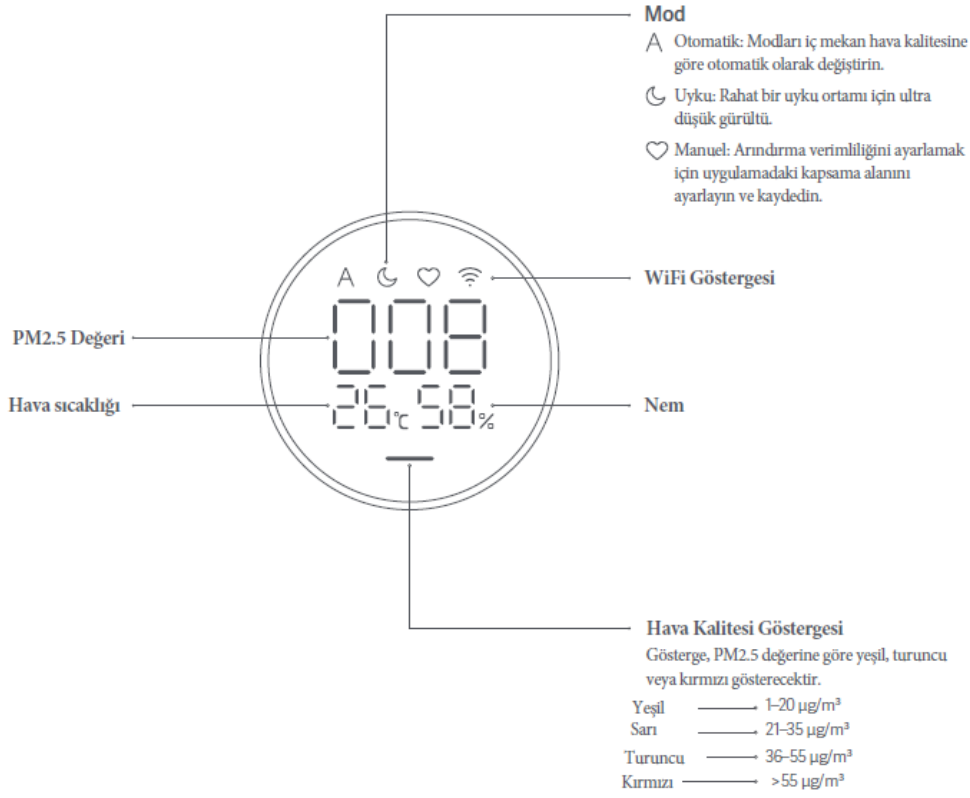 Mod
A Otomatik: Modları iç mekan hava kalitesine
göre otomatik olarak değiştirin.
Uyku: Rahat bir uyku ortamı için ultra
düşük gürültü.
Manuel: Arındırma verimliliğini ayarlamak
için uygulamadaki kapsama alanını
ayarlayın ve kaydedin.
A
WiFi Göstergesi
008
PM2.5 Değeri
Hava sıcaklığı
26°C 58%
Nem
Hava Kalitesi Göstergesi
Gösterge, PM2.5 değerine göre yeşil, turuncu
veya kırmızı gösterecektir.
Yeşil 1–20 µg/m³
Sarı 21–35 µg/m³
Turuncu 36–55 µg/m³
Kırmızı >55 µg/m³